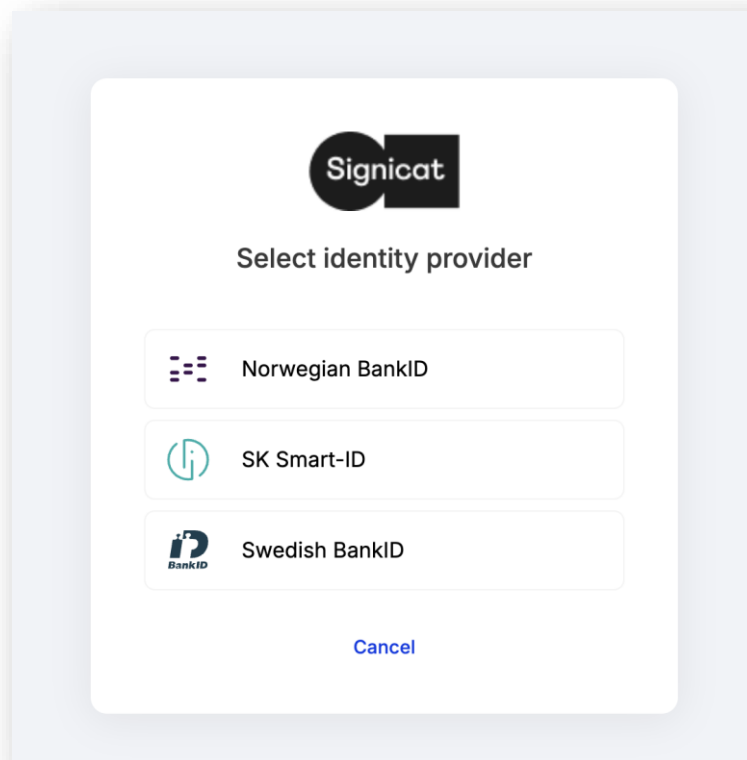 Signicat
Select identity provider
Norwegian BankID
SK Smart-ID
BankID
Swedish BankID
Cancel